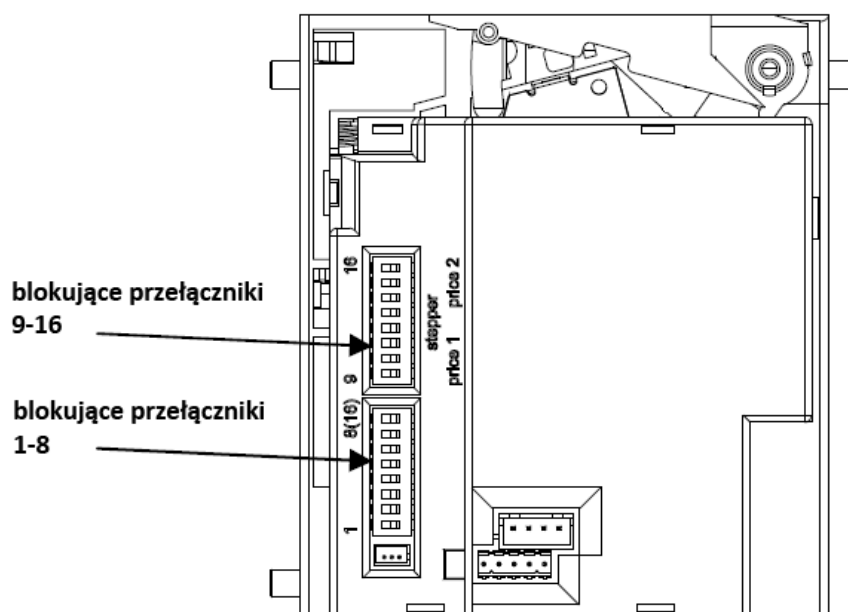 blokujące przełączniki
9-16
blokujące przełączniki
1-8
16
9
8(16)
1
stepper
price 1 price 2